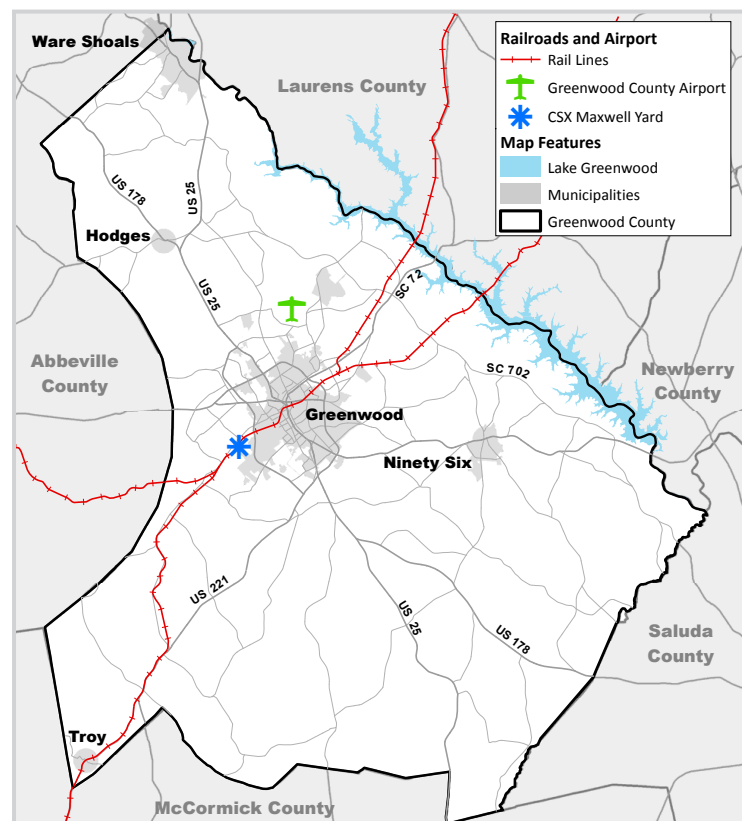 Ware Shoals
Laurens County
Railroads and Airport
Rail Lines
Greenwood County Airport
CSX Maxwell Yard
Map Features
Lake Greenwood
Municipalities
Greenwood County
US 178
US 25
Hodges
US 25
SC 72
Abbeville
County
SC 702
Newberry
County
Greenwood
Ninety Six
US 221
US 25
US 178
Saluda
County
Troy
McCormick County